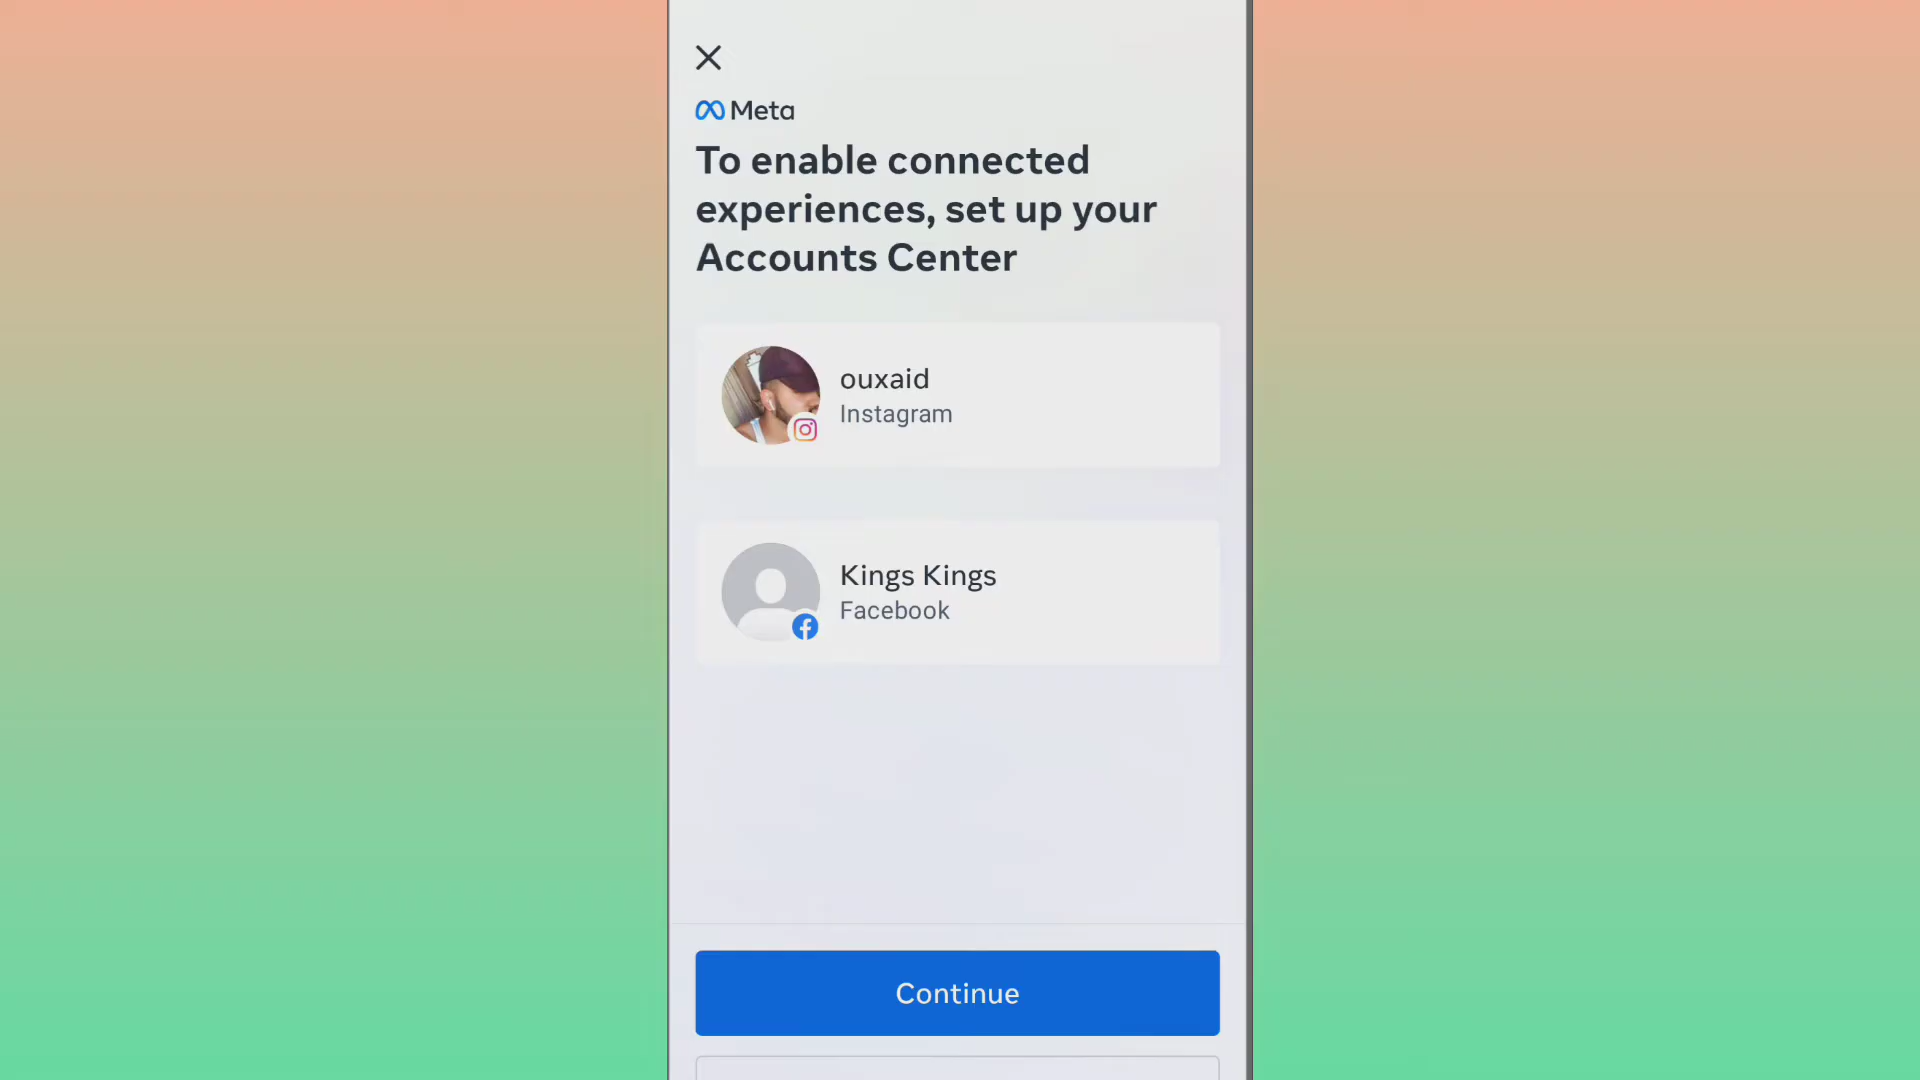 Meta
To enable connected
experiences, set up your
Accounts Center
ouxaid
Instagram
Kings Kings
Facebook
Continue